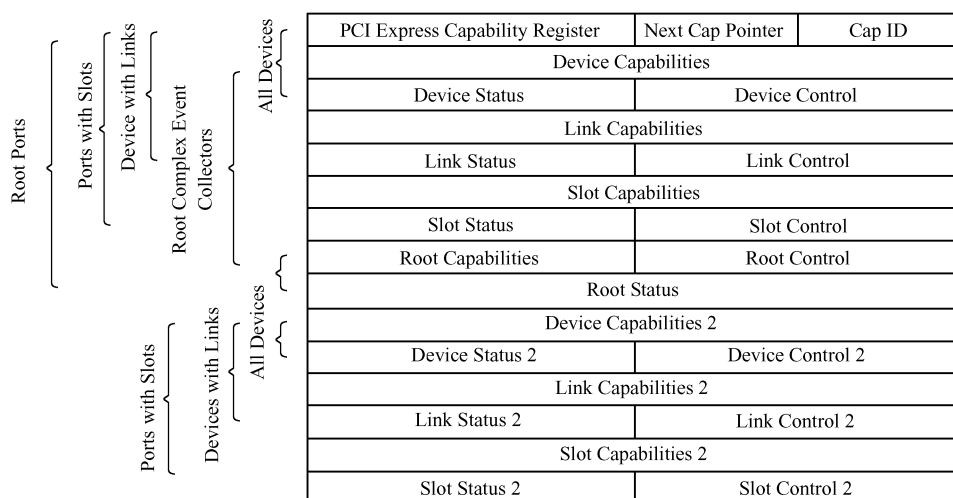 PCI Express Capability Register Next Cap Pointer Cap ID
Device Capabilities
Device Status Device Control
Link Capabilities
Link Status Link Control
Slot Capabilities
Slot Status Slot Control
Root Capabilities Root Control
Root Status
Device Capabilities 2
Device Status 2 Device Control 2
Link Capabilities 2
Link Status 2 Link Control 2
Slot Capabilities 2
Slot Status 2 Slot Control 2
Root Ports
Ports with Slots
Device with Links
Root Complex Event
Collectors
All Devices
Ports with Slots
Devices with Links
All Devices